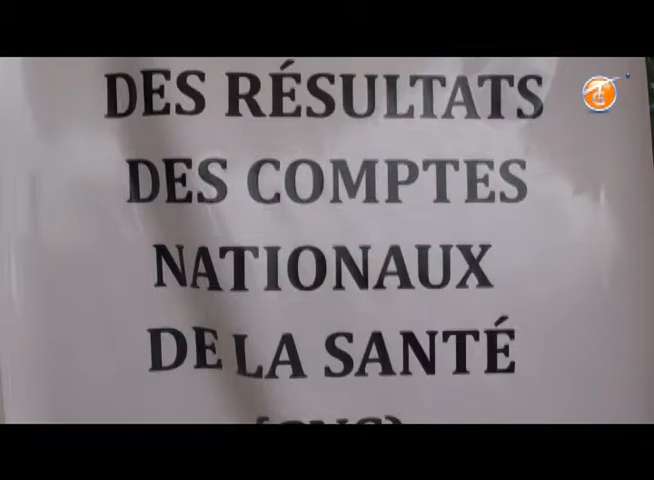 DES RÉSULTATS
DES COMPTES
NATIONAUX
DE LA SANTÉ